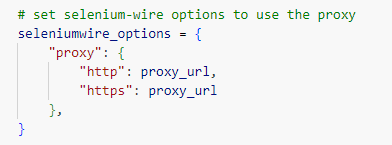 # set selenium-wire options to use the proxy
seleniumwire_options = {
    "proxy": {
        "http": proxy_url,
        "https": proxy_url
    },
}